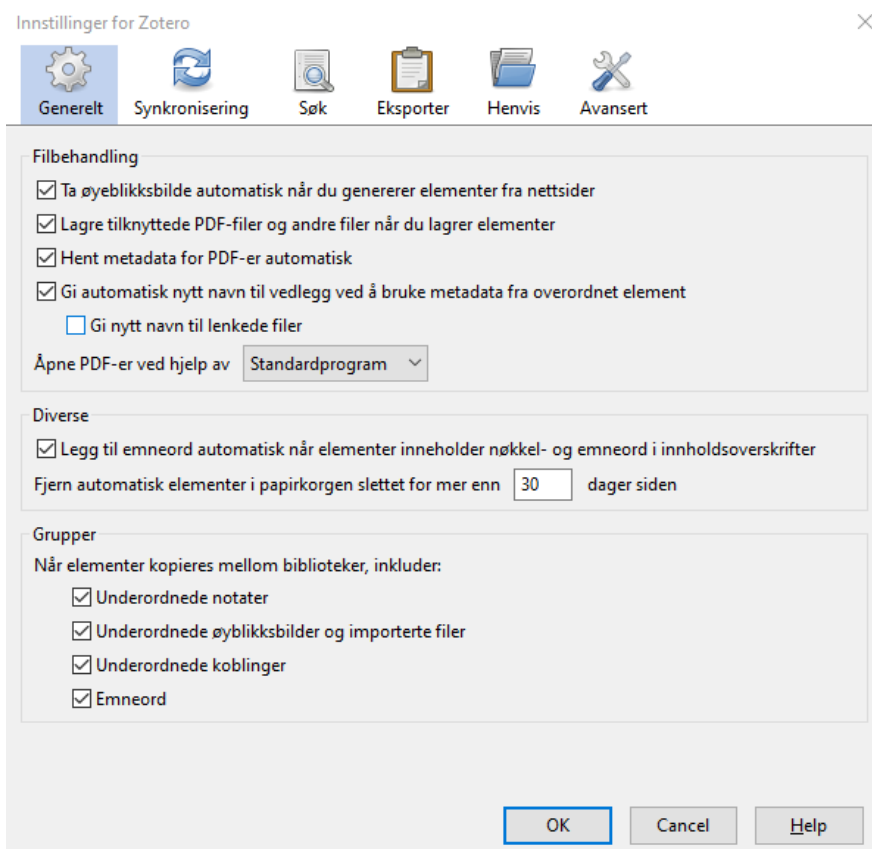 Innstillinger for Zotero
Generelt Synkronisering Søk Eksporter Henvis Avansert
Filbehandling
Ta øyeblikksbilde automatisk når du genererer elementer fra nettsider
Lagre tilknyttede PDF-filer og andre filer når du lagrer elementer
Hent metadata for PDF-er automatisk
Gi automatisk nytt navn til vedlegg ved å bruke metadata fra overordnet element
Gi nytt navn til lenkede filer
Åpne PDF-er ved hjelp av Standardprogram
Diverse
Legg til emneord automatisk når elementer inneholder nøkkel- og emneord i innholdsoverskrifter
Fjern automatisk elementer i papirkorgen slettet for mer enn 30 dager siden
Grupper
Når elementer kopieres mellom biblioteker, inkluder:
Underordnede notater
Underordnede øyblikksbilder og importerte filer
Underordnede koblinger
Emneord
OK Cancel Help